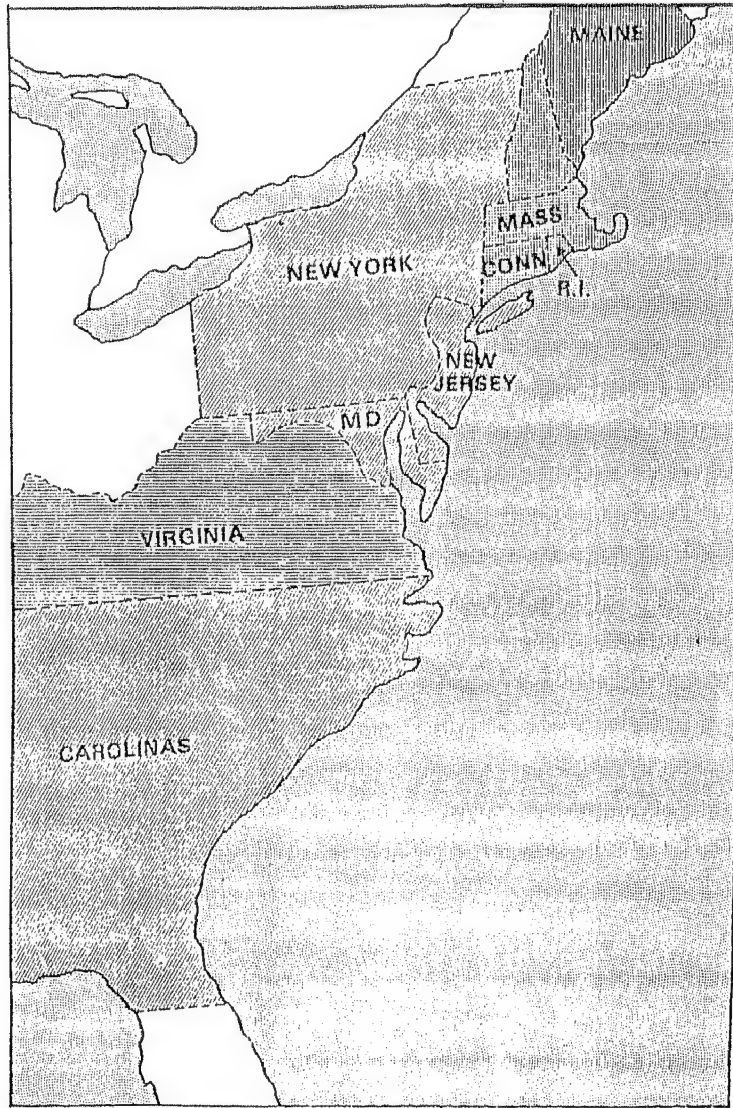 MAINE
MASS
CONN
R.I.
NEW YORK
NEW
JERSEY
MD
VIRGINIA
CAROLINAS